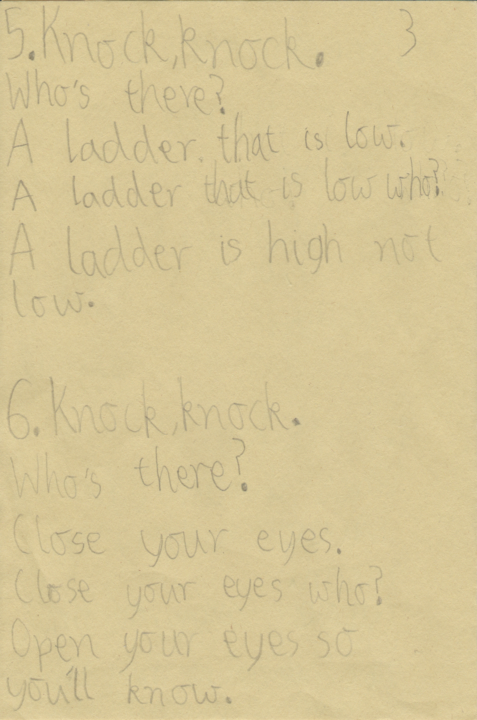 3
5. Knock, knock.
Who's there?
A ladder. that is low.
A ladder that is low who?
A ladder is high not
low.
6. Knock, knock.
Who's there?
Close your eyes.
Close your eyes who?
Open your eyes so
you'll know.